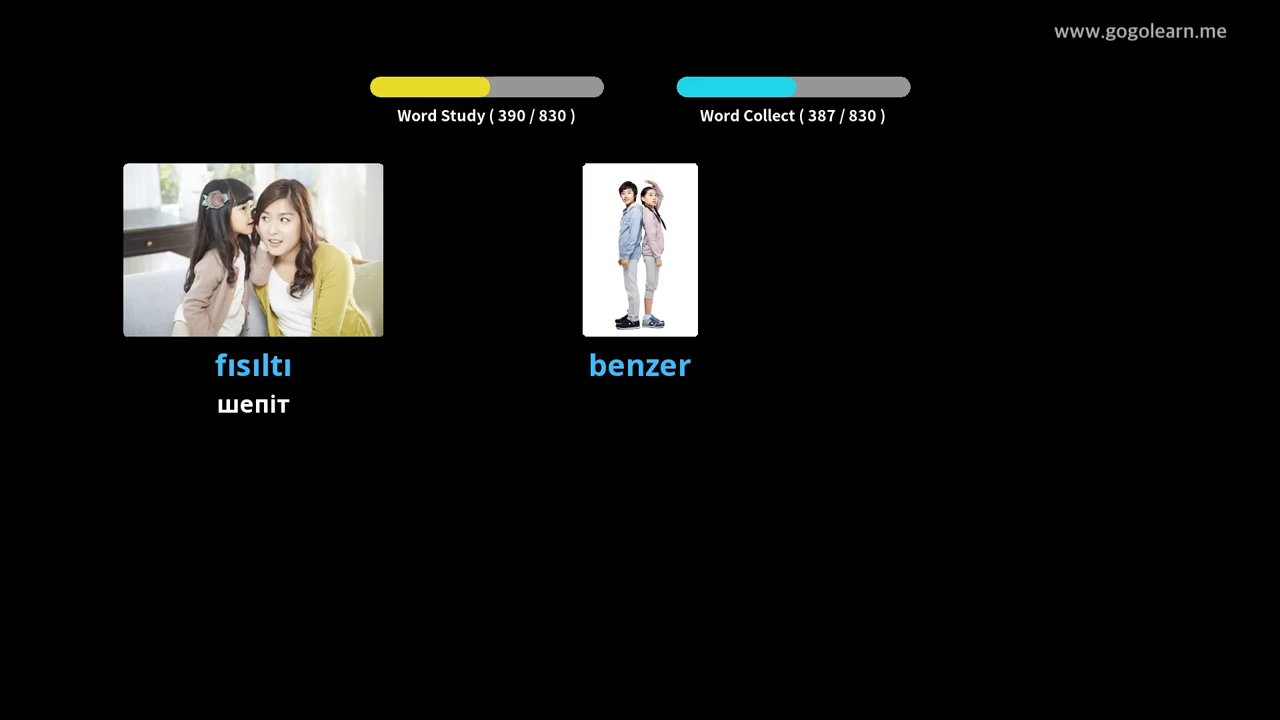 www.gogolearn.me
Word Study ( 390 / 830 )
Word Collect ( 387 / 830 )
fısıltı
шепіт
benzer